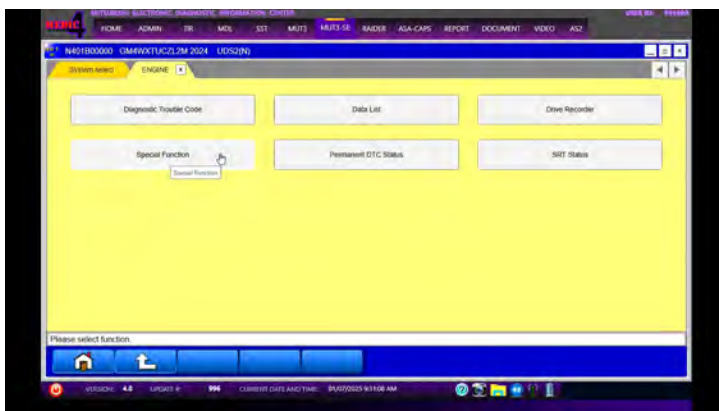 MITSUBISHI ELECTRONIC DIAGNOSTIC INFORMATION CENTER
HOME ADMIN TIR MDL SST MUT3 MUT3-SE RAIDER ASA-CAPS REPORT DOCUMENT VIDEO AS2
N401B00000 GM4WXTUCZL2M 2024 UDS2(N)
System select ENGINE x
Diagnostic Trouble Code Data List Drive Recorder
Special Function Permanent DTC Status SRT Status
Special Function
Please select function.
VERSION: 4.0 UPDATE #: 996 CURRENT DATE AND TIME: 01/07/2025 9:31:08 AM